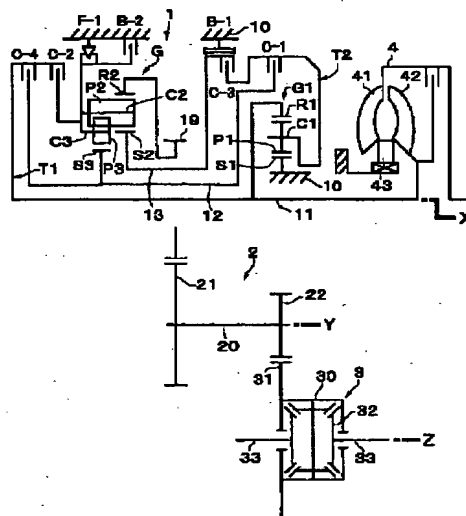 F-1 B-2 1 B-1 10
C-4 C-2 R2 G C-1 T2 4
P2 C2 C-3 G1 41 42
R1
19 C1
C3 P1
S3 P3 S2 S1
T1 10 43
13 12 11 X
2
21 22
20 Y
31 30 3
32
33 33 Z